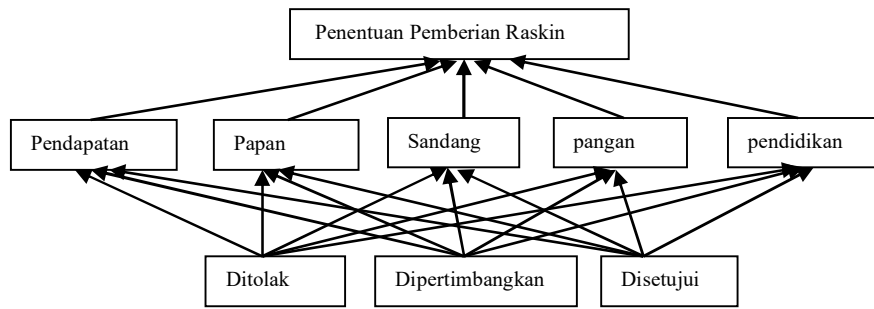 Penentuan Pemberian Raskin
Pendapatan
Papan
Sandang
pangan
pendidikan
Ditolak
Dipertimbangkan
Disetujui